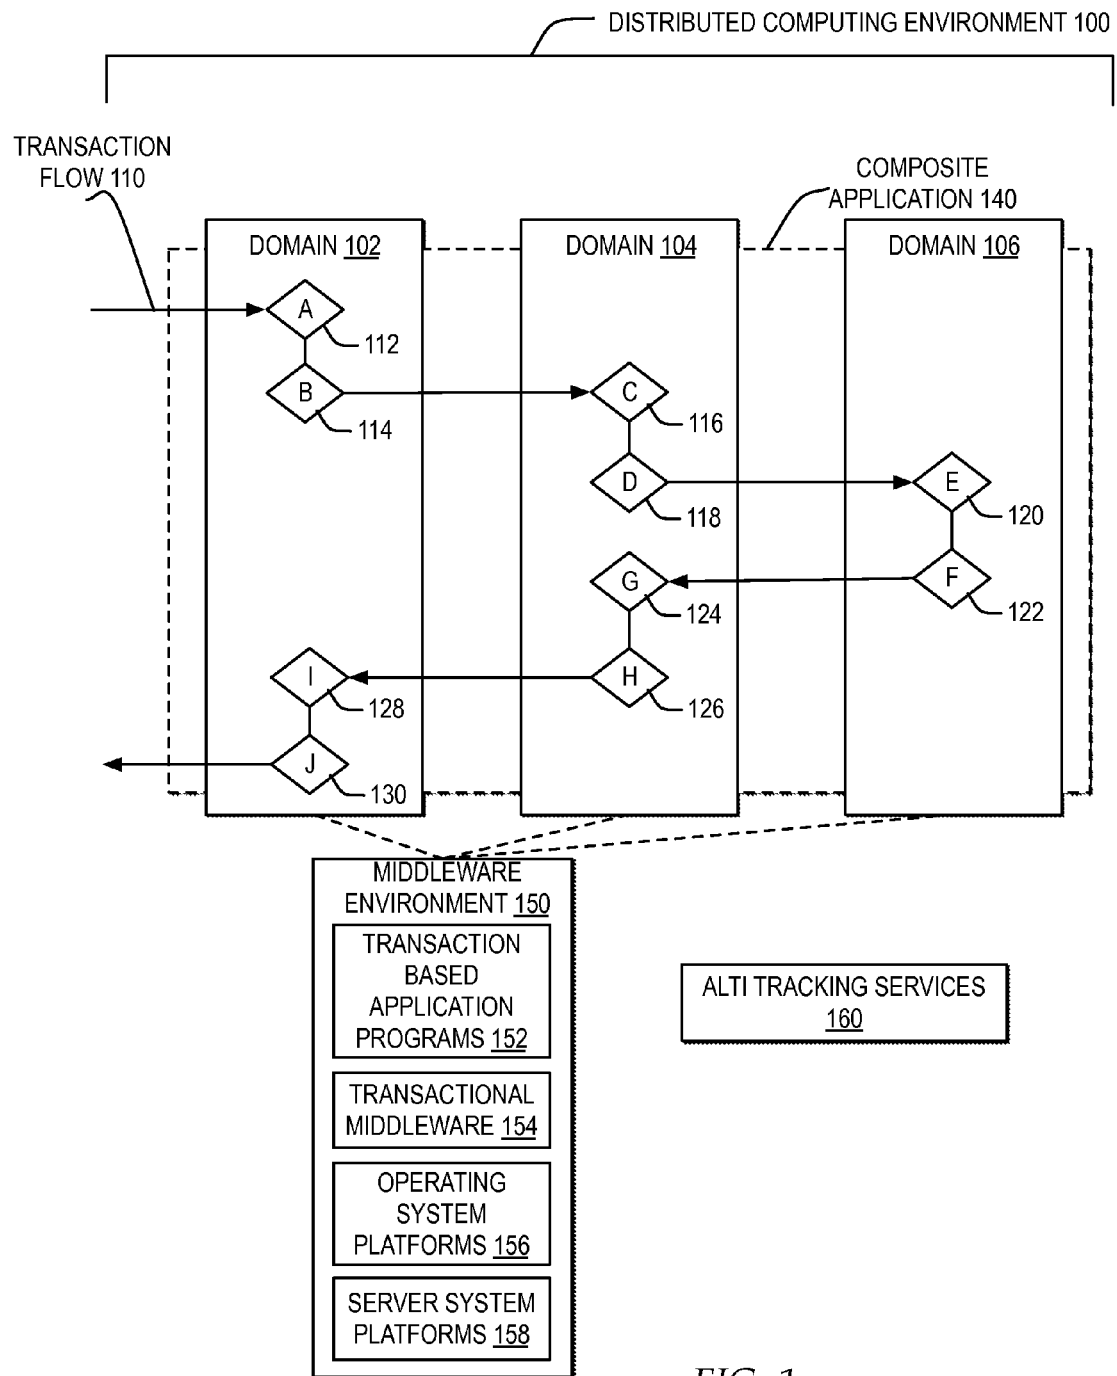 DISTRIBUTED COMPUTING ENVIRONMENT 100
TRANSACTION
FLOW 110
COMPOSITE
APPLICATION 140
DOMAIN 102
DOMAIN 104
DOMAIN 106
A
112
B
114
C
116
D
118
E
120
F
122
G
124
H
126
I
128
J
130
MIDDLEWARE
ENVIRONMENT 150
TRANSACTION
BASED
APPLICATION
PROGRAMS 152
TRANSACTIONAL
MIDDLEWARE 154
OPERATING
SYSTEM
PLATFORMS 156
SERVER SYSTEM
PLATFORMS 158
ALTI TRACKING SERVICES
160
FIG. 1